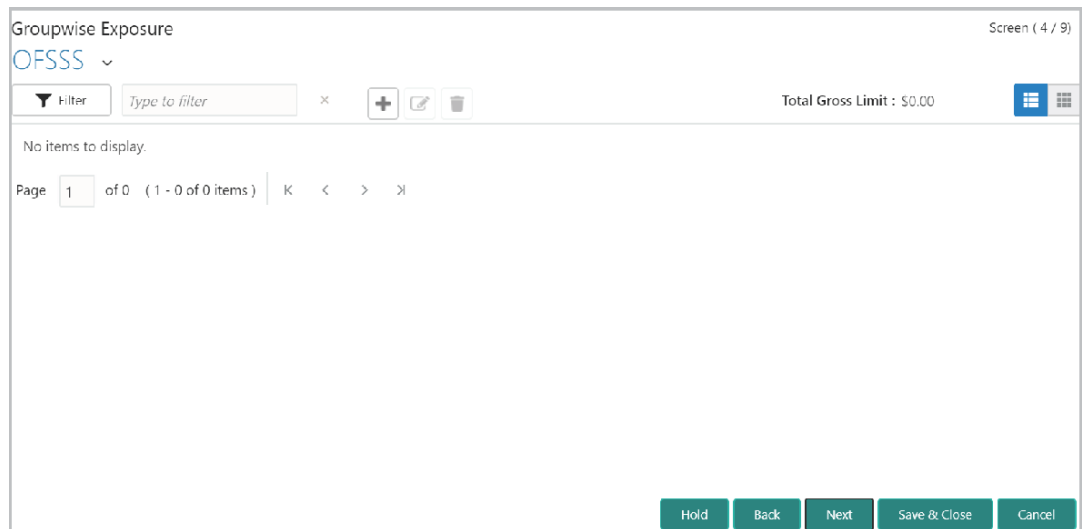 Groupwise Exposure
Screen ( 4 / 9)
OFSSS
Filter Type to filter Total Gross Limit : $0.00
No items to display.
Page 1 of 0 ( 1 - 0 of 0 items )
Hold Back Next Save & Close Cancel